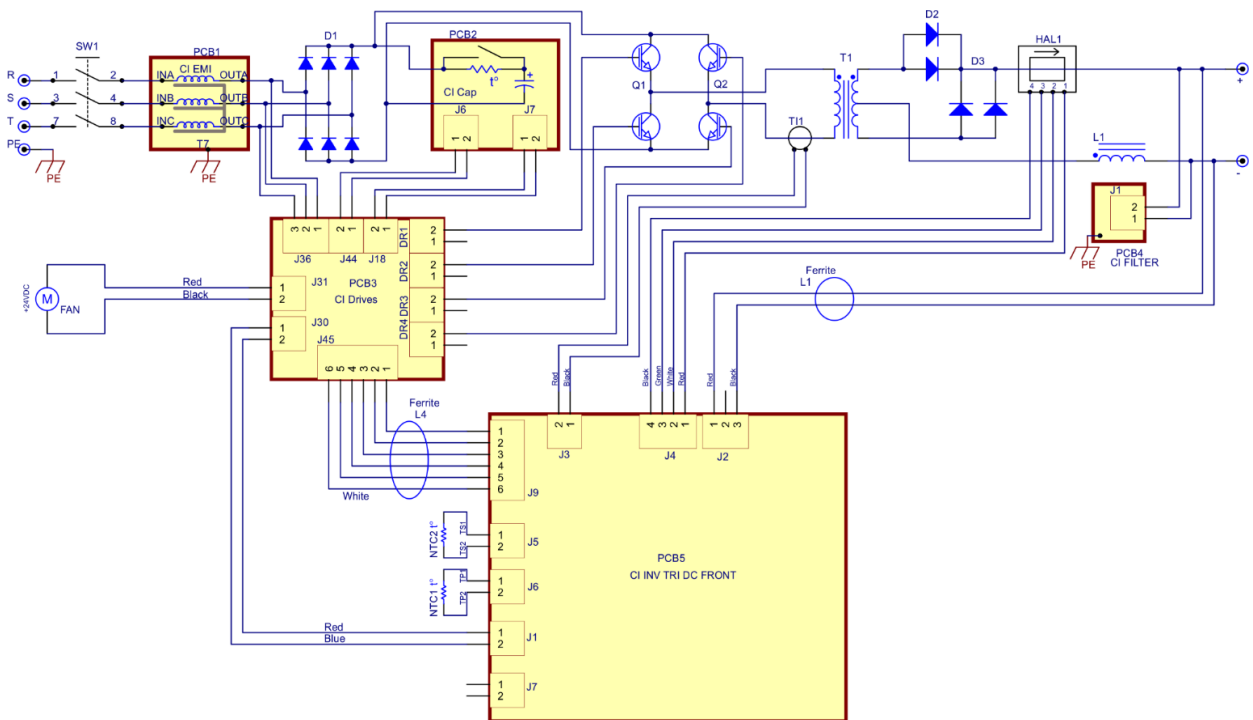 SW1
R 1 2
S 3 4
T 7 8
PE
PE
PCB1
CI EMI
INA OUTA
INB OUTB
INC OUTC
T7
PE
D1
PCB2
t°
+
CI Cap
J6 J7
1 2 2 1
Q1 Q2
T1
TI1
D2
D3
HAL1
4 3 2 1
+
L1
-
J1
2
1
PE
PCB4
CI FILTER
3 2 1 2 1 2 1
J36 J44 J18
DR1 2 1
DR2 2 1
DR3 2 1
DR4 2 1
PCB3
CI Drives
J31
1
2
J30
1
2
J45
6 5 4 3 2 1
Red
Black
+24VDC
M
FAN
Ferrite
L4
White
Ferrite
L1
Red Black
Black Green White Red
Red Black
2 1
J3
4 3 2 1
J4
1 2 3
J2
1
2
3
4
5
6
J9
NTC2 t°
TS1
TS2
1
2
J5
NTC1 t°
TP1
TP2
1
2
J6
Red
Blue
1
2
J1
1
2
J7
PCB5
CI INV TRI DC FRONT